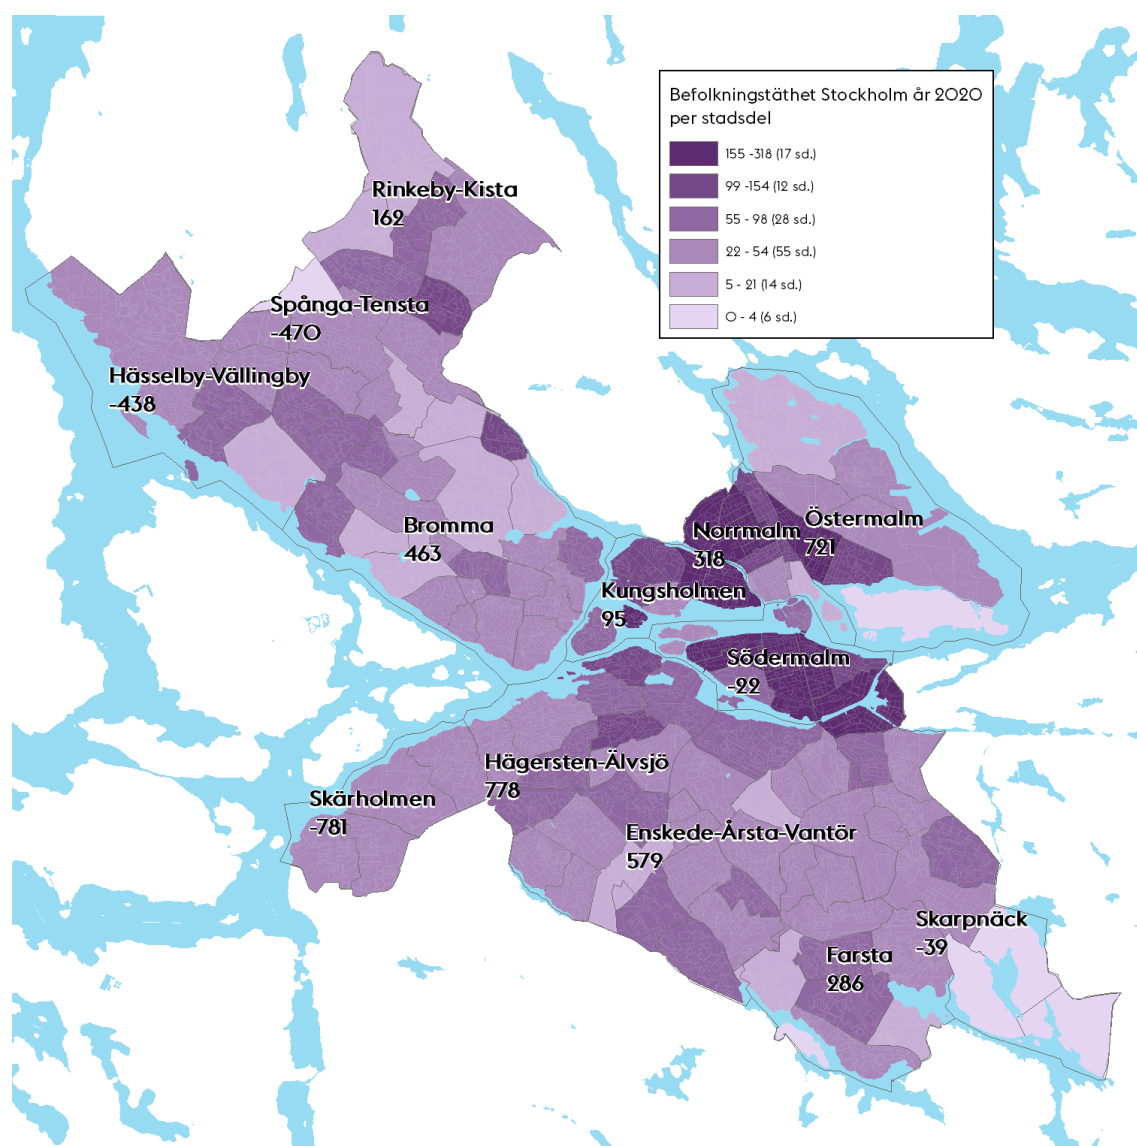 Befolkningstäthet Stockholm år 2020
per stadsdel
155 -318 (17 sd.)
99 -154 (12 sd.)
55 - 98 (28 sd.)
22 - 54 (55 sd.)
5 - 21 (14 sd.)
0 - 4 (6 sd.)
Rinkeby-Kista
162
Spånga-Tensta
-470
Hässelby-Vällingby
-438
Bromma
463
Norrmalm
318
Östermalm
721
Kungsholmen
95
Södermalm
-22
Hägersten-Älvsjö
778
Skärholmen
-781
Enskede-Årsta-Vantör
579
Skarpnäck
-39
Farsta
286